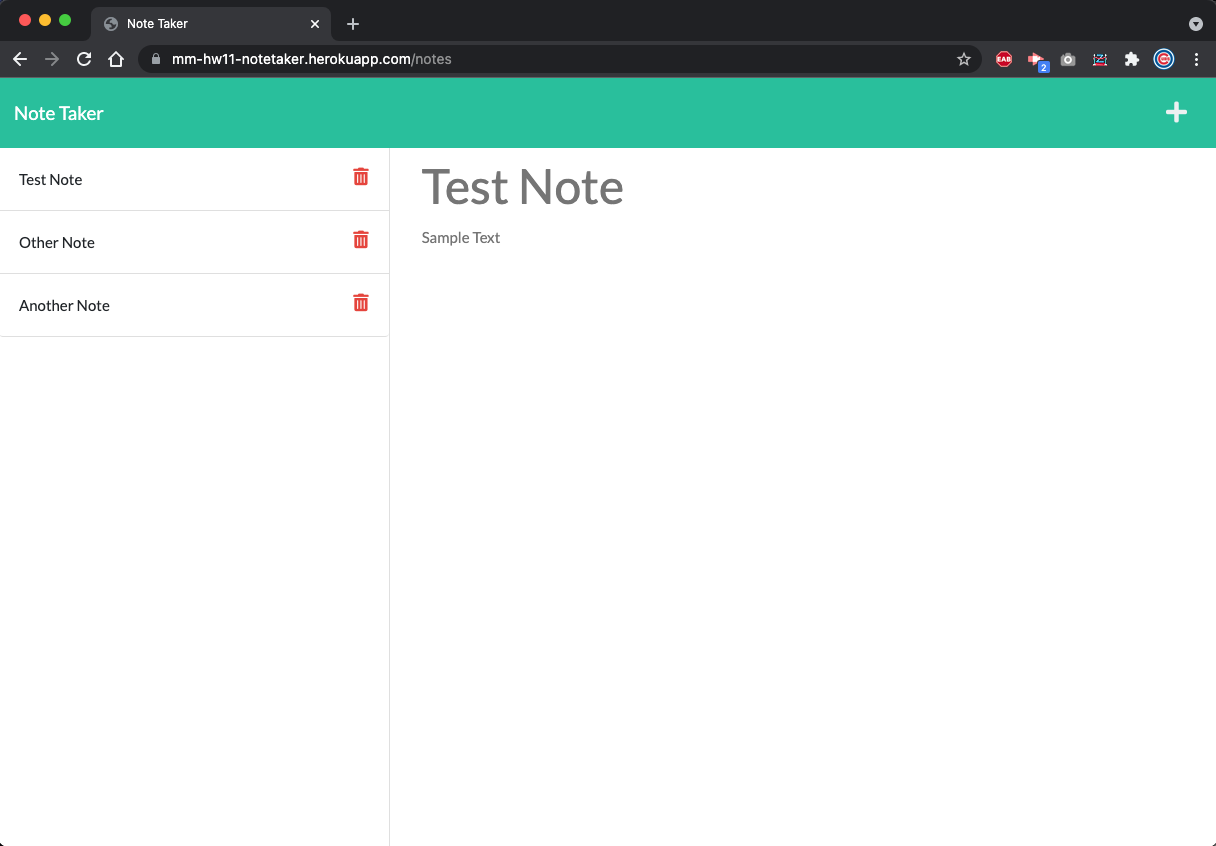 Note Taker
mm-hw11-notetaker.herokuapp.com/notes
EAB
2
Note Taker
Test Note
Other Note
Another Note
Test Note
Sample Text